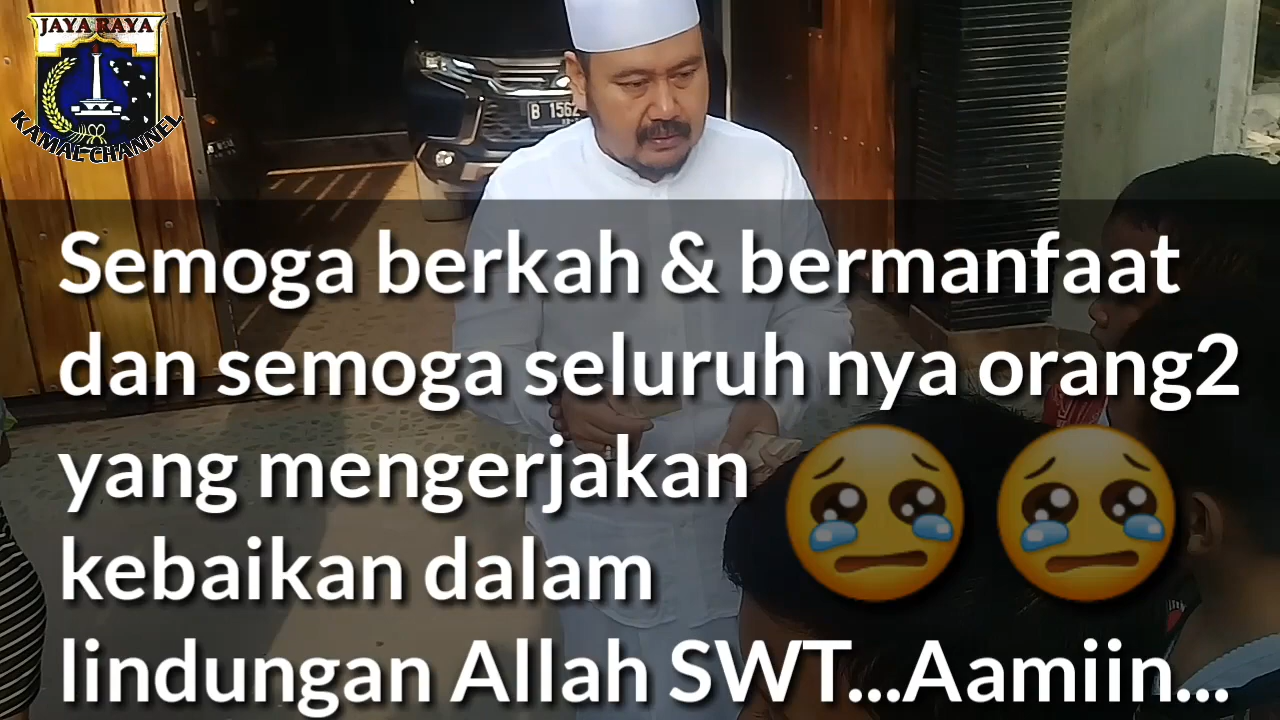 JAYA RAYA
KAMAL CHANNEL
B 1562
Semoga berkah & bermanfaat
dan semoga seluruh nya orang2
yang mengerjakan
kebaikan dalam
lindungan Allah SWT...Aamiin...